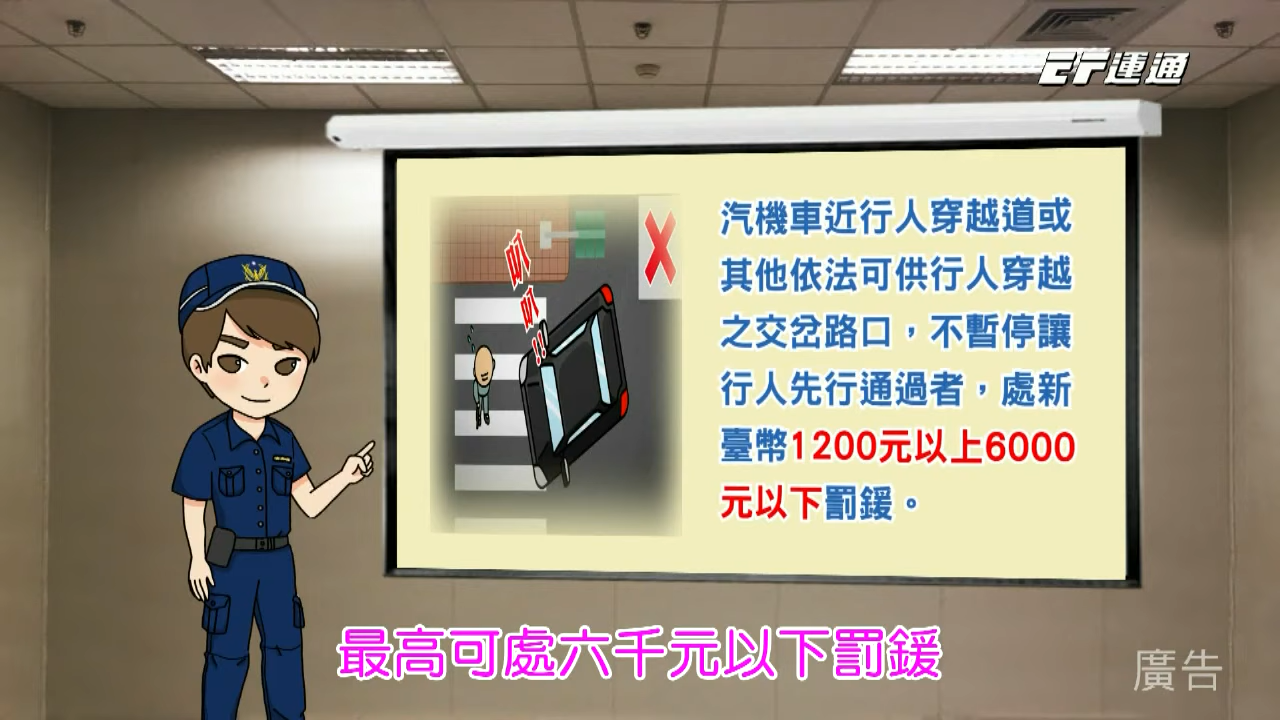 ET運通
叭
叭
!!
汽機車近行人穿越道或
其他依法可供行人穿越
之交岔路口，不暫停讓
行人先行通過者，處新
臺幣1200元以上6000
元以下罰鍰。
最高可處六千元以下罰鍰
廣告